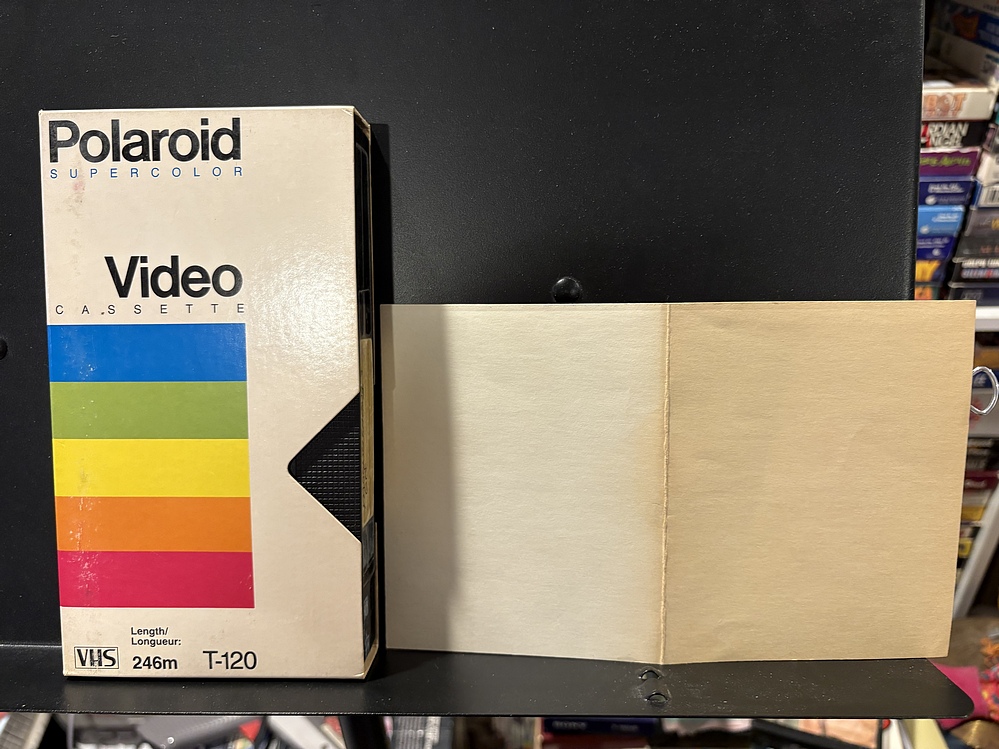 Polaroid
SUPERCOLOR
Video
CASSETTE
Length/
Longueur:
VHS 246m T-120